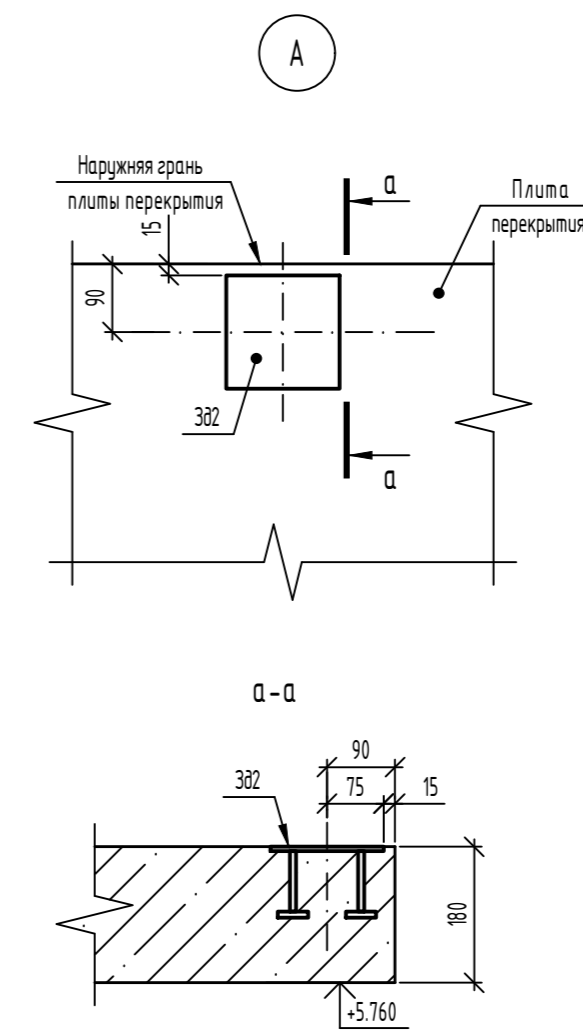 А
Наружняя грань
плиты перекрытия
а
Плита
перекрытия
15
90
Зд2
а
а-а
90
75
15
Зд2
180
+5.760